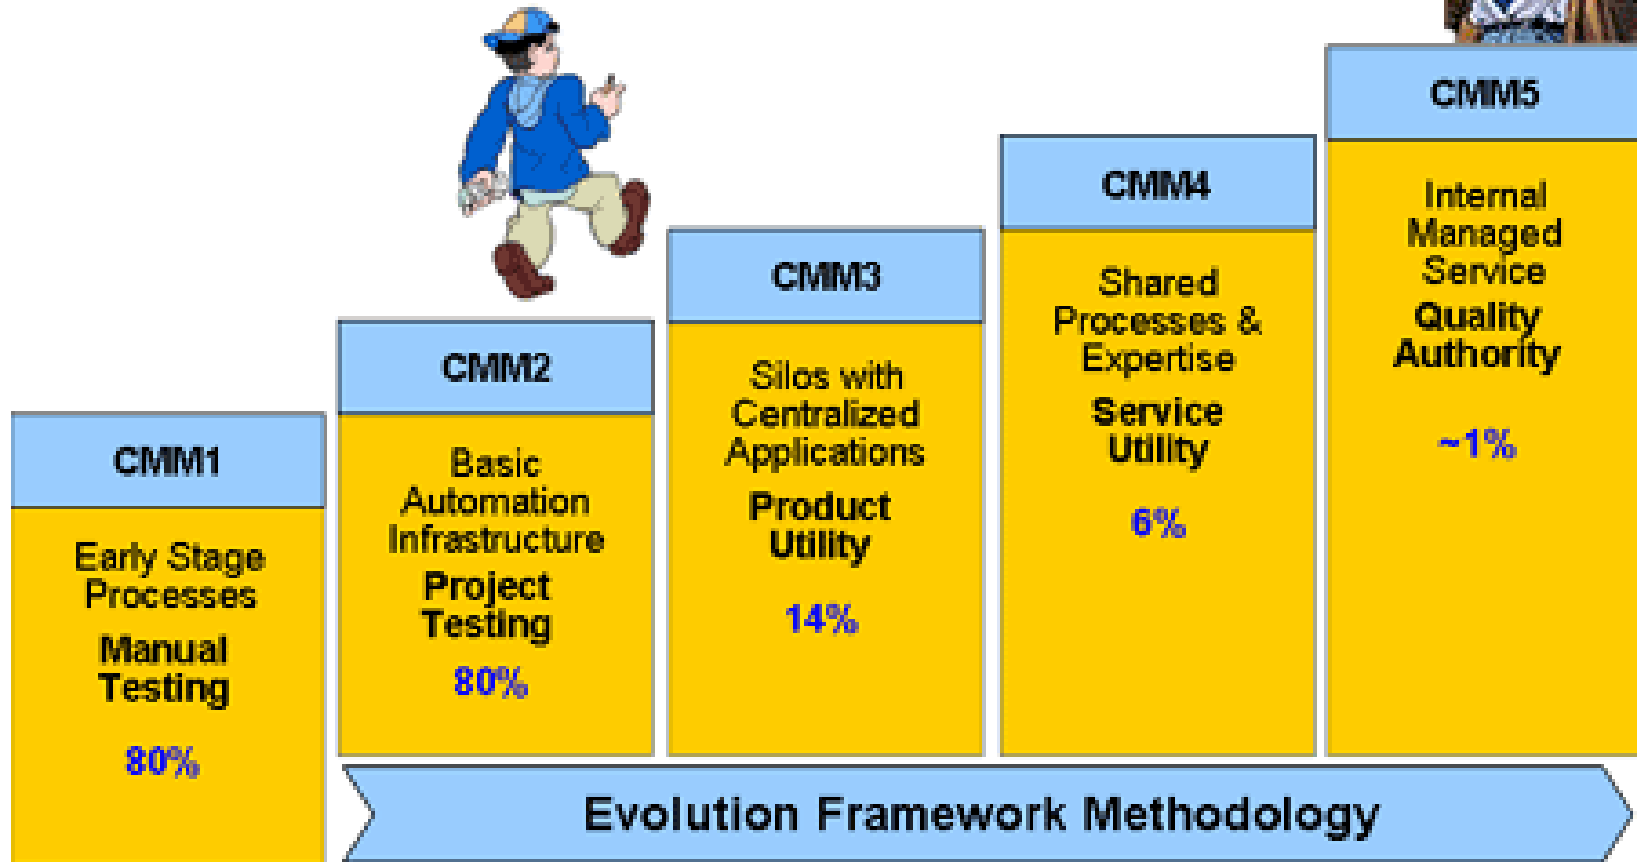 CMM1
Early Stage
Processes
Manual
Testing
80%
CMM2
Basic
Automation
Infrastructure
Project
Testing
80%
CMM3
Silos with
Centralized
Applications
Product
Utility
14%
CMM4
Shared
Processes &
Expertise
Service
Utility
6%
CMM5
Internal
Managed
Service
Quality
Authority
~1%
Evolution Framework Methodology